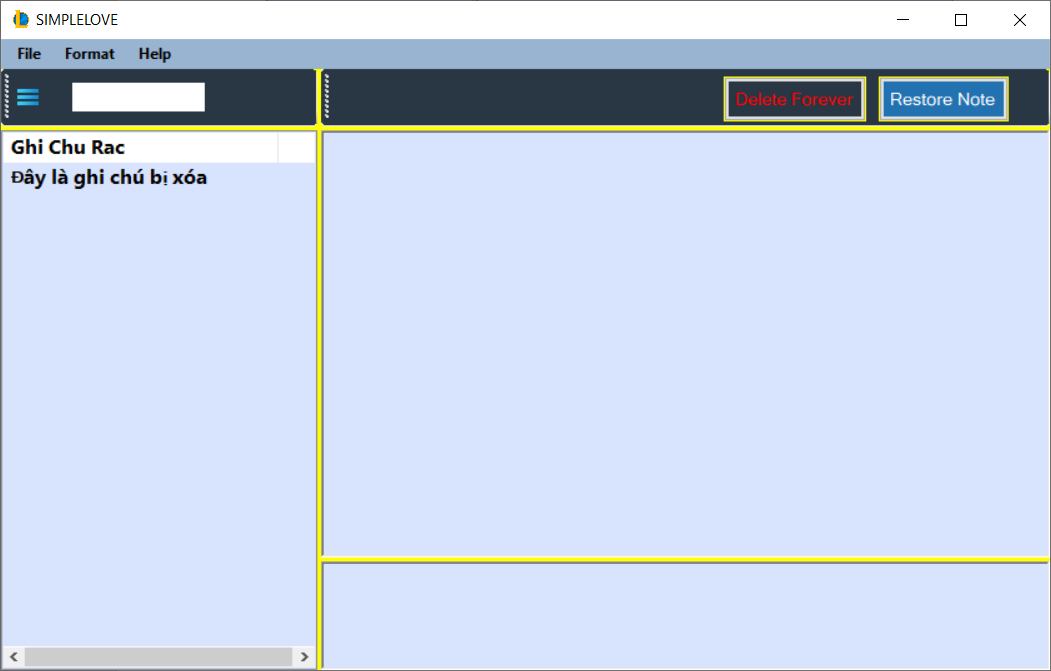 SIMPLELOVE
File Format Help
Delete Forever Restore Note
Ghi Chu Rac
Đây là ghi chú bị xóa